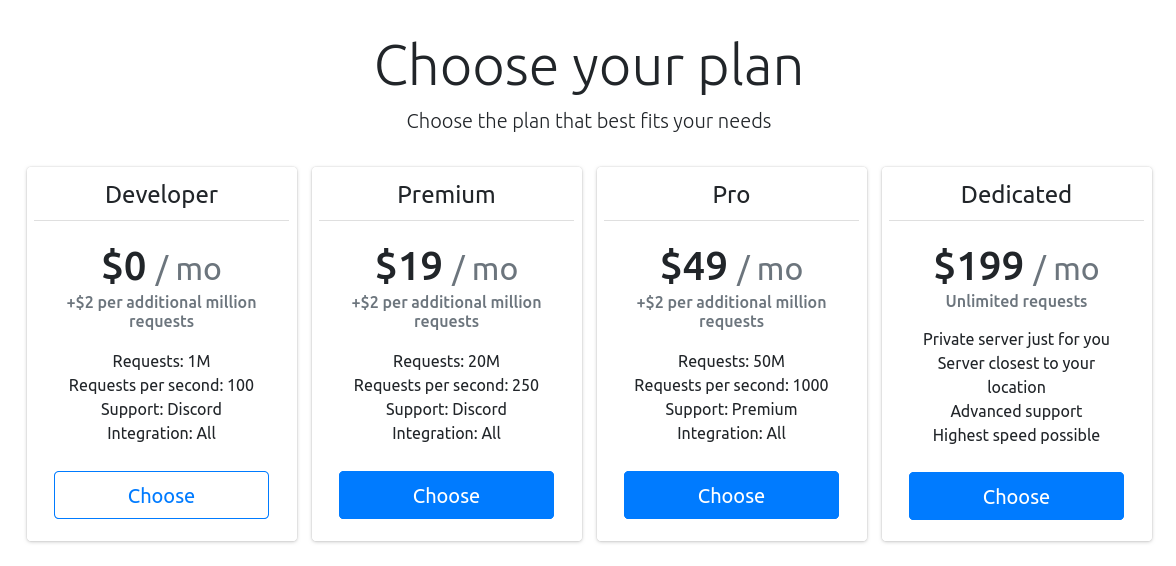 Choose your plan
Choose the plan that best fits your needs
Developer
$0 / mo
+$2 per additional million
requests
Requests: 1M
Requests per second: 100
Support: Discord
Integration: All
Choose
Premium
$19 / mo
+$2 per additional million
requests
Requests: 20M
Requests per second: 250
Support: Discord
Integration: All
Choose
Pro
$49 / mo
+$2 per additional million
requests
Requests: 50M
Requests per second: 1000
Support: Premium
Integration: All
Choose
Dedicated
$199 / mo
Unlimited requests
Private server just for you
Server closest to your
location
Advanced support
Highest speed possible
Choose